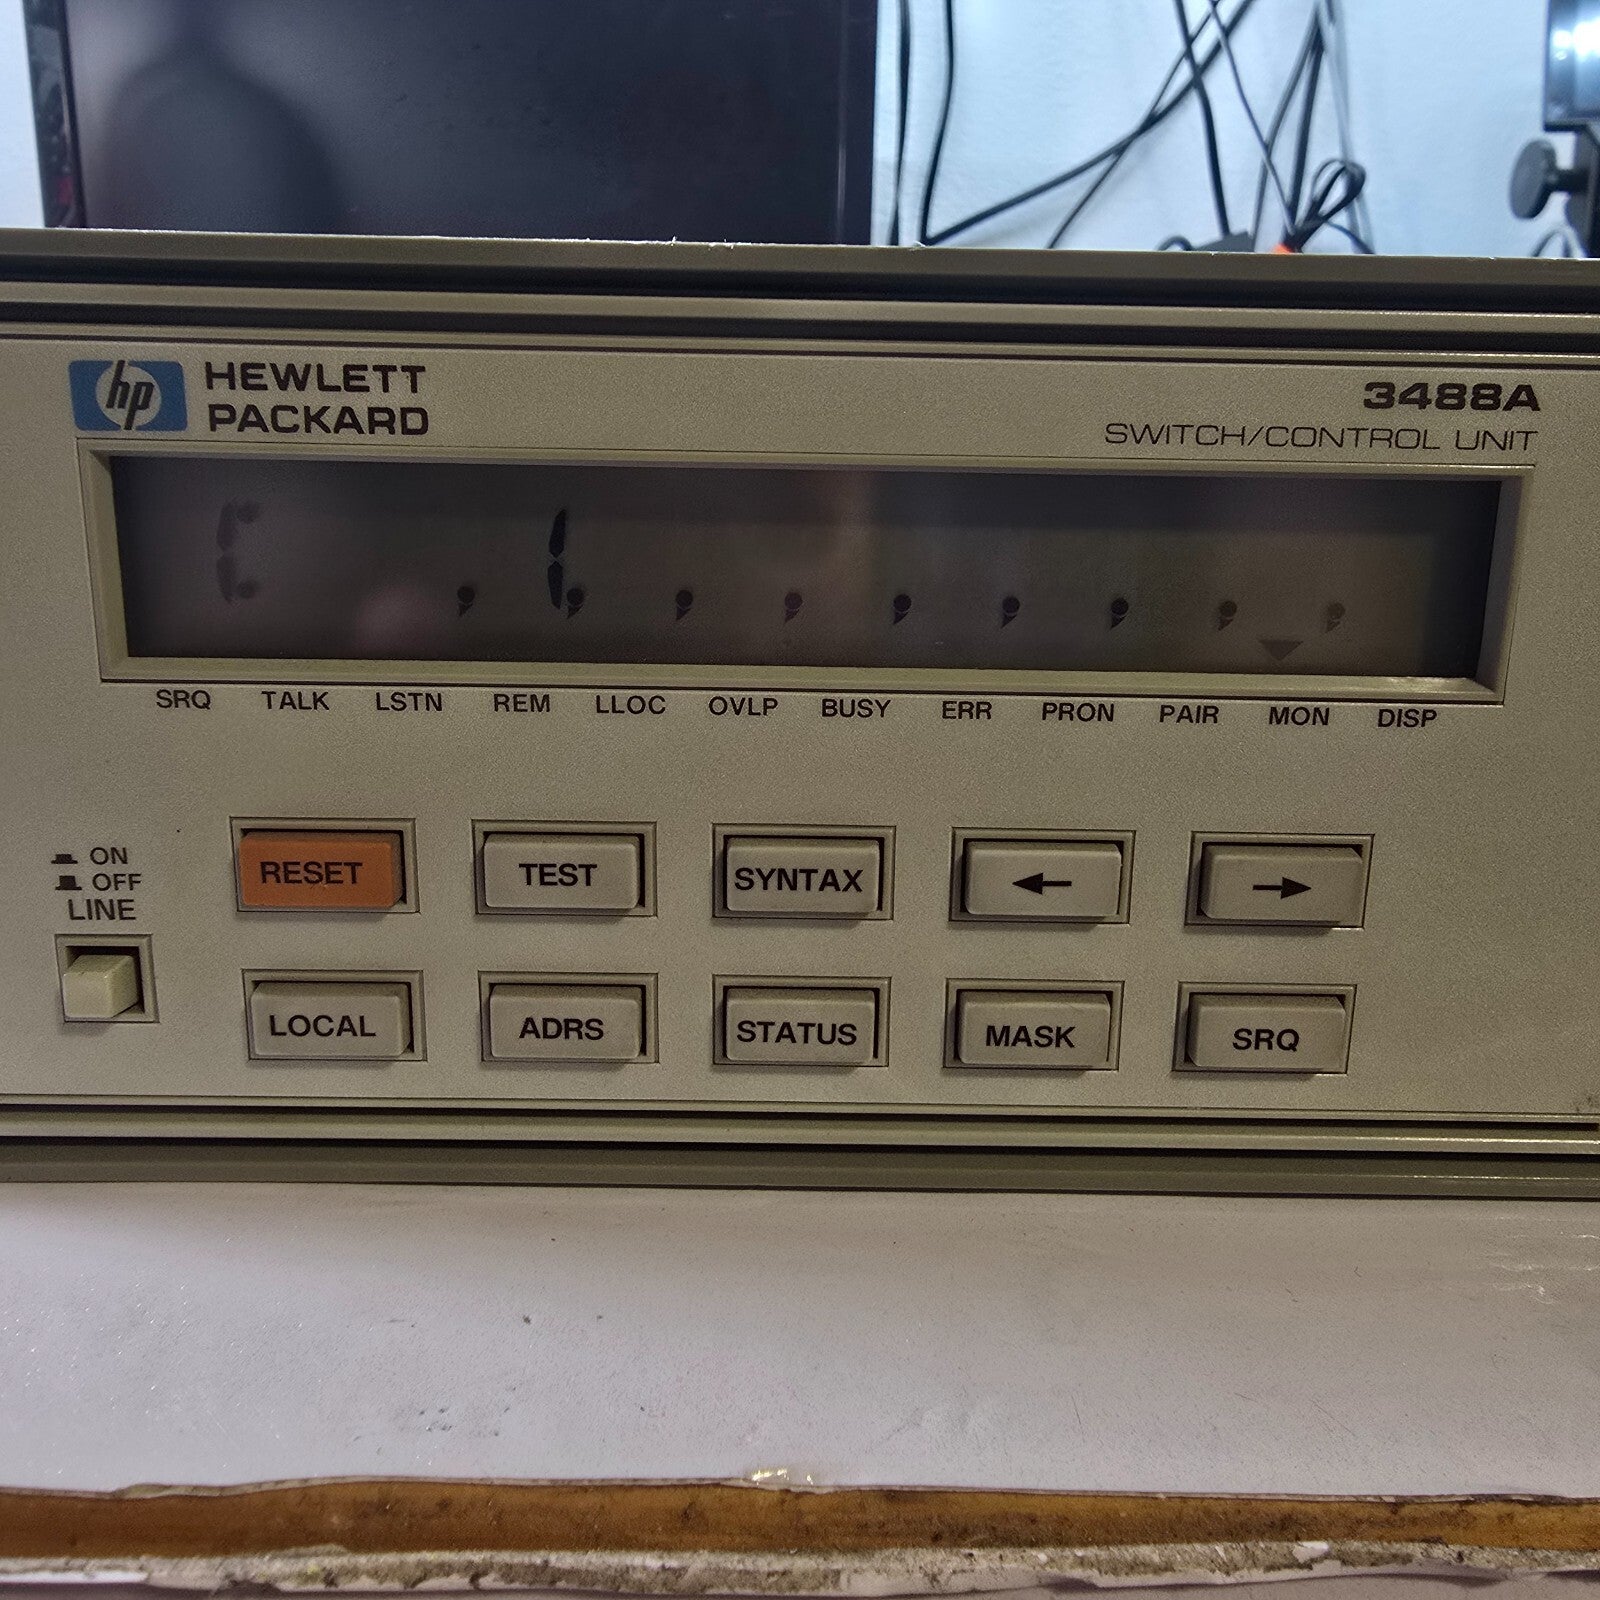 hp HEWLETT
PACKARD
3488A
SWITCH/CONTROL UNIT
SRQ TALK LSTN REM LLOC OVLP BUSY ERR PRON PAIR MON DISP
ON
OFF
LINE
RESET TEST SYNTAX ← →
LOCAL ADRS STATUS MASK SRQ